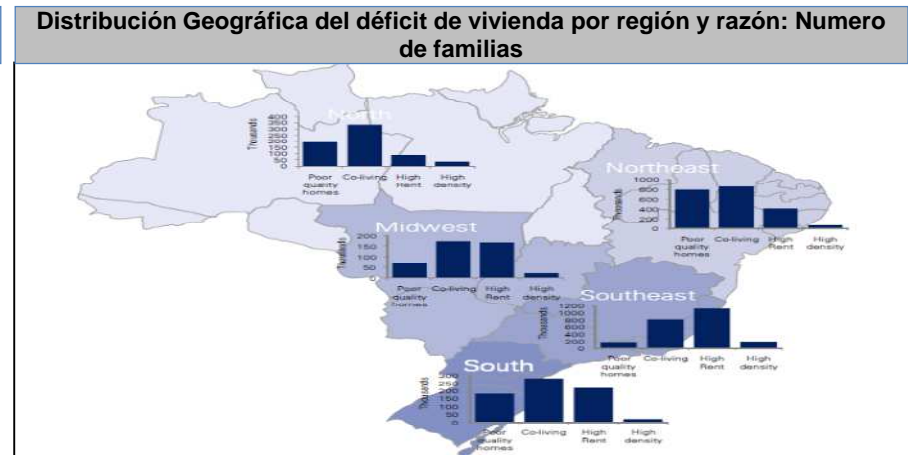 Distribución Geográfica del déficit de vivienda por región y razón: Numero
de familias
North
Thousands
400
350
300
250
200
150
100
50
0
Poor quality homes
Co-living
High Rent
High density
Northeast
Thousands
1000
800
600
400
200
0
Poor quality homes
Co-living
High Rent
High density
Midwest
Thousands
200
150
100
50
0
Poor quality homes
Co-living
High Rent
High density
Southeast
Thousands
1200
1000
800
600
400
200
0
Poor quality homes
Co-living
High Rent
High density
South
Thousands
300
250
200
150
100
50
0
Poor quality homes
Co-living
High Rent
High density